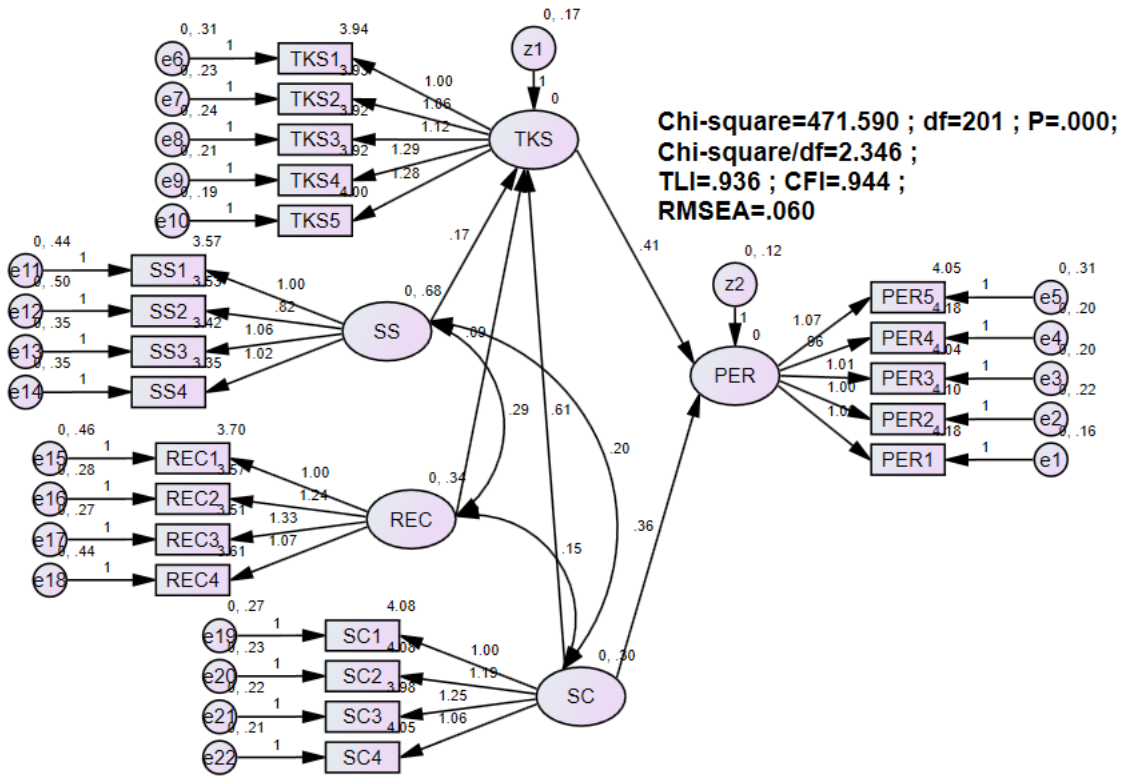 0, .17
z1
1
0
TKS
0, .31
e6
1
3.94
TKS1
1.00
0, .23
e7
1
3.93
TKS2
1.06
0, .24
e8
1
3.92
TKS3
1.12
0, .21
e9
1
3.92
TKS4
1.29
0, .19
e10
1
4.00
TKS5
1.28
Chi-square=471.590 ; df=201 ; P=.000;
Chi-square/df=2.346 ;
TLI=.936 ; CFI=.944 ;
RMSEA=.060
0, .44
e11
1
3.57
SS1
1.00
0, .50
e12
1
3.53
SS2
.82
0, .35
e13
1
3.42
SS3
1.06
0, .35
e14
1
3.35
SS4
1.02
0, .68
SS
.17
.09
.29
.61
.20
.41
.36
.15
0, .12
z2
1
0
PER
4.05
PER5
1.07
1
0, .31
e5
4.18
PER4
.96
1
0, .20
e4
4.04
PER3
1.01
1
0, .20
e3
4.10
PER2
1.00
1
0, .22
e2
4.18
PER1
1
0, .16
e1
0, .46
e15
1
3.70
REC1
1.00
0, .28
e16
1
3.57
REC2
1.24
0, .27
e17
1
3.51
REC3
1.33
0, .44
e18
1
3.61
REC4
1.07
0, .34
REC
0, .27
e19
1
4.08
SC1
1.00
0, .23
e20
1
4.08
SC2
1.19
0, .22
e21
1
3.98
SC3
1.25
0, .21
e22
1
4.05
SC4
1.06
0, .30
SC